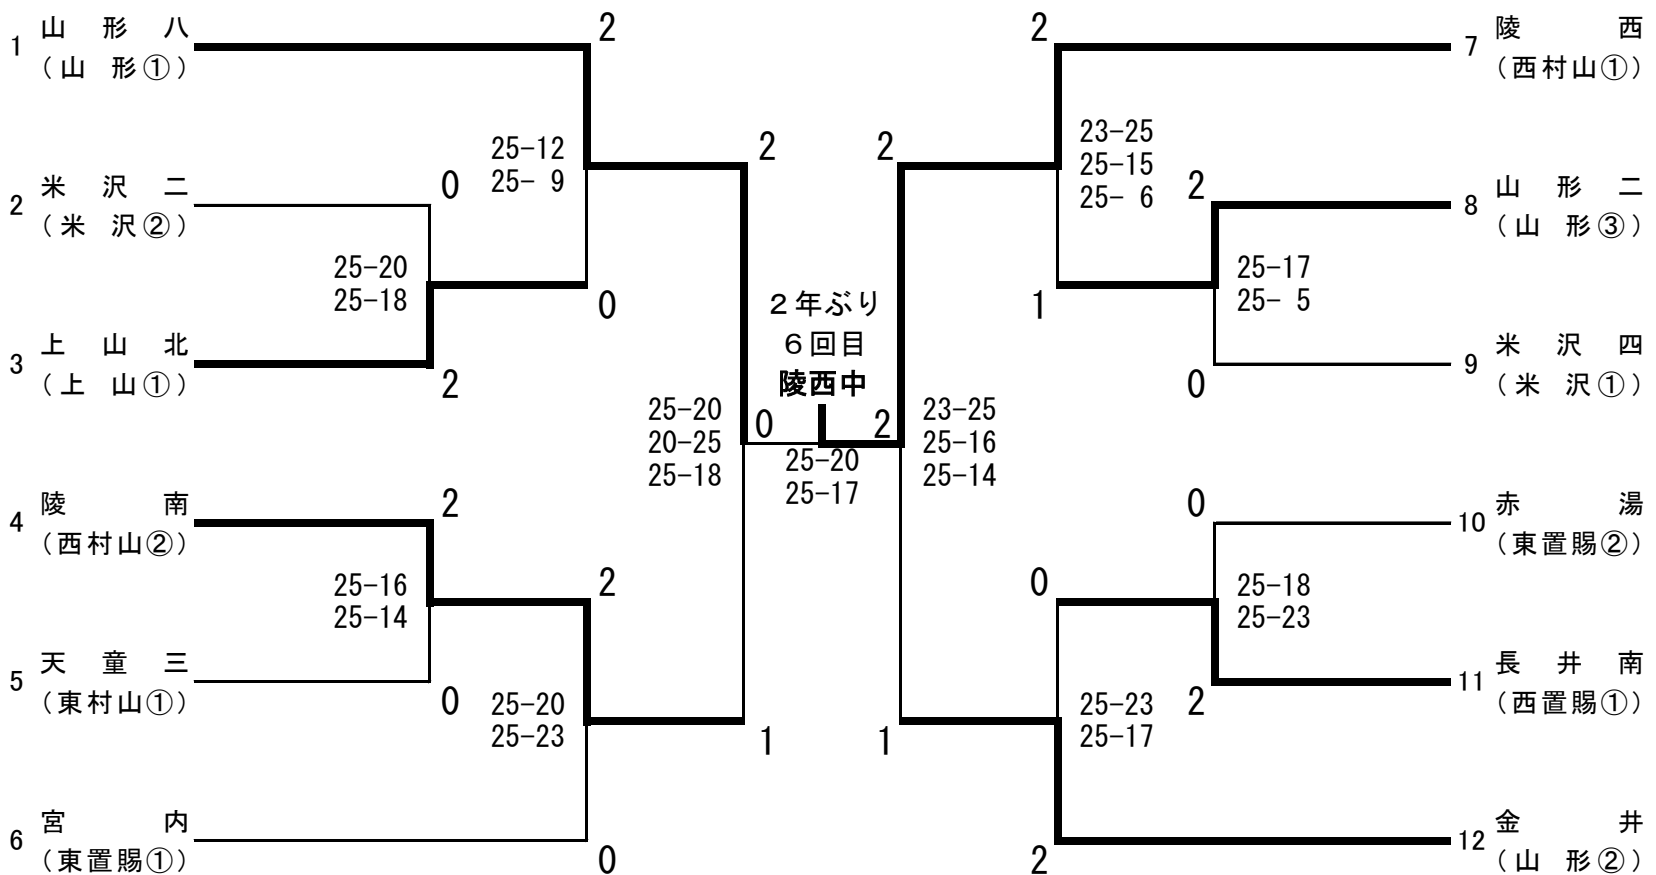 1 山形八
(山形①)
2 米沢二
(米沢②)
3 上山北
(上山①)
4 陵南
(西村山②)
5 天童三
(東村山①)
6 宮内
(東置賜①)
2
25-12
25- 9
0
0
25-20
25-18
2
2
25-16
25-14
0
2
25-20
25-23
0
2
25-20
20-25
25-18
1
2年ぶり
6回目
陵西中
0
2
25-20
25-17
2
23-25
25-16
25-14
1
2
23-25
25-15
25- 6
1
2
25-17
25- 5
0
0
25-18
25-23
2
0
25-23
25-17
2
7 陵西
(西村山①)
8 山形二
(山形③)
9 米沢四
(米沢①)
10 赤湯
(東置賜②)
11 長井南
(西置賜①)
12 金井
(山形②)